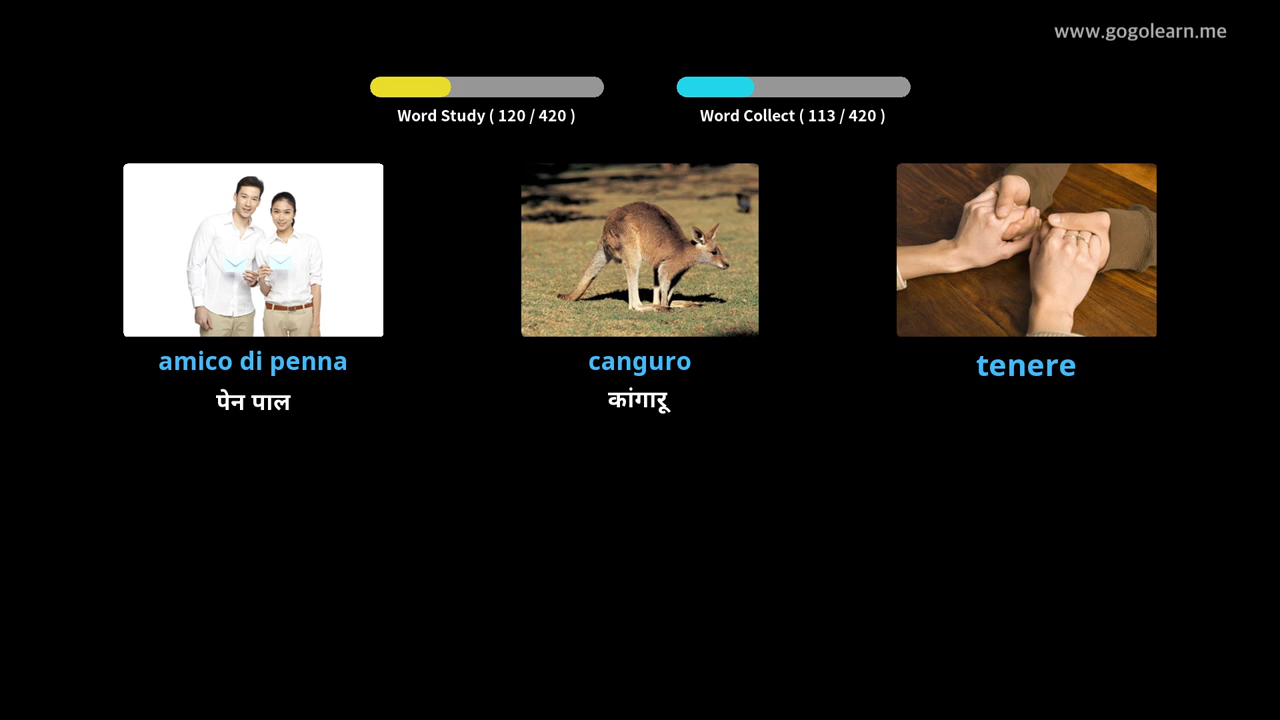 www.gogolearn.me
Word Study ( 120 / 420 )
Word Collect ( 113 / 420 )
amico di penna
पेन पाल
canguro
कांगारू
tenere